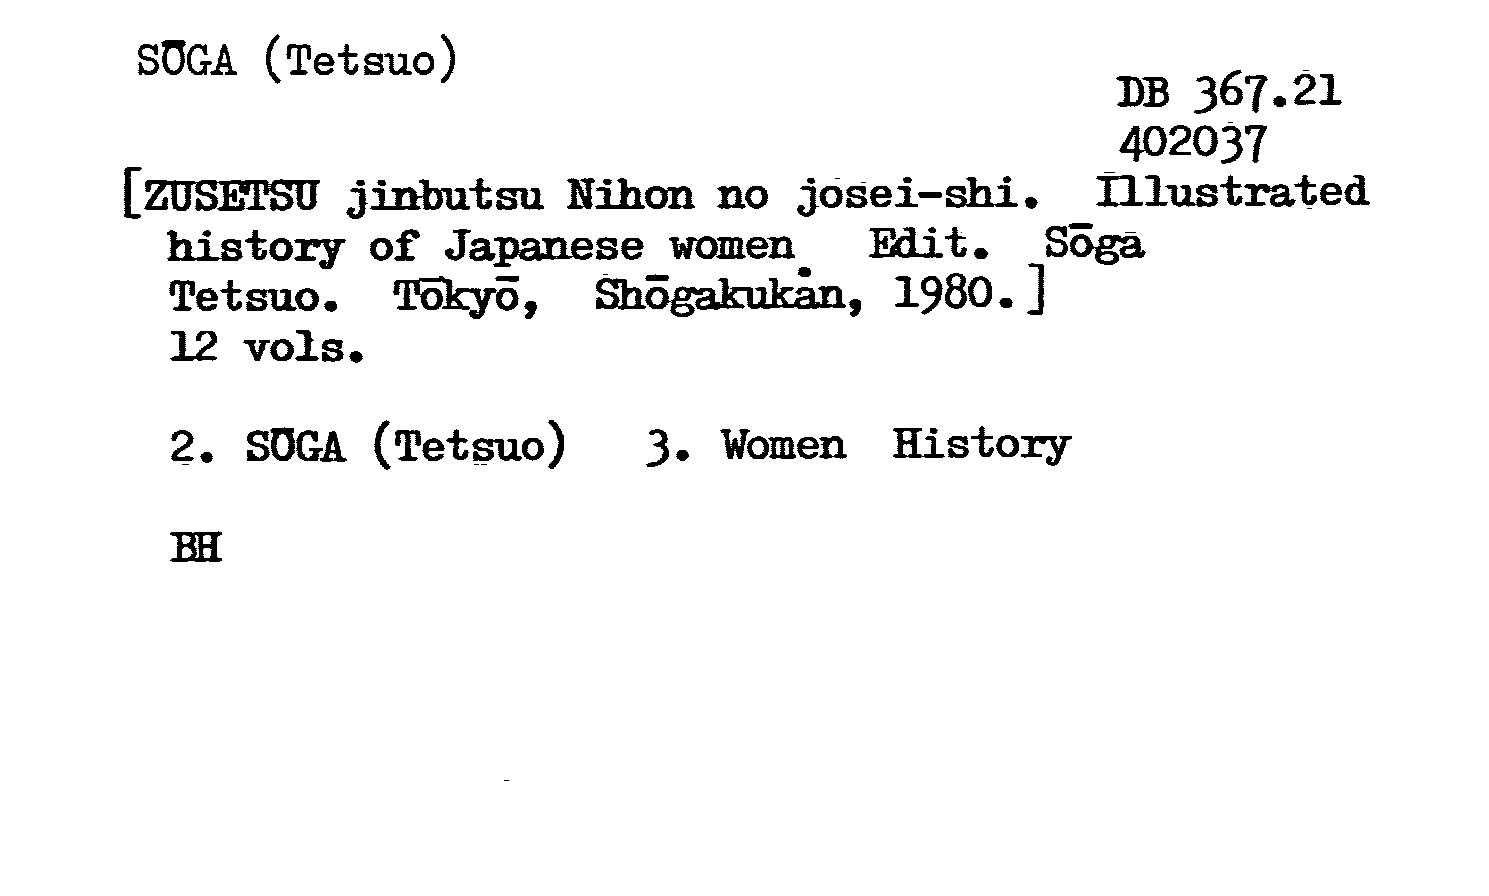 SŌGA (Tetsuo)
DB 367.21
402037
[ZUSETSU jinbutsu Nihon no josei-shi. Illustrated
history of Japanese women. Edit. Sōga
Tetsuo. Tōkyō, Shōgakukan, 1980.]
12 vols.
2. SŌGA (Tetsuo) 3. Women History
BH